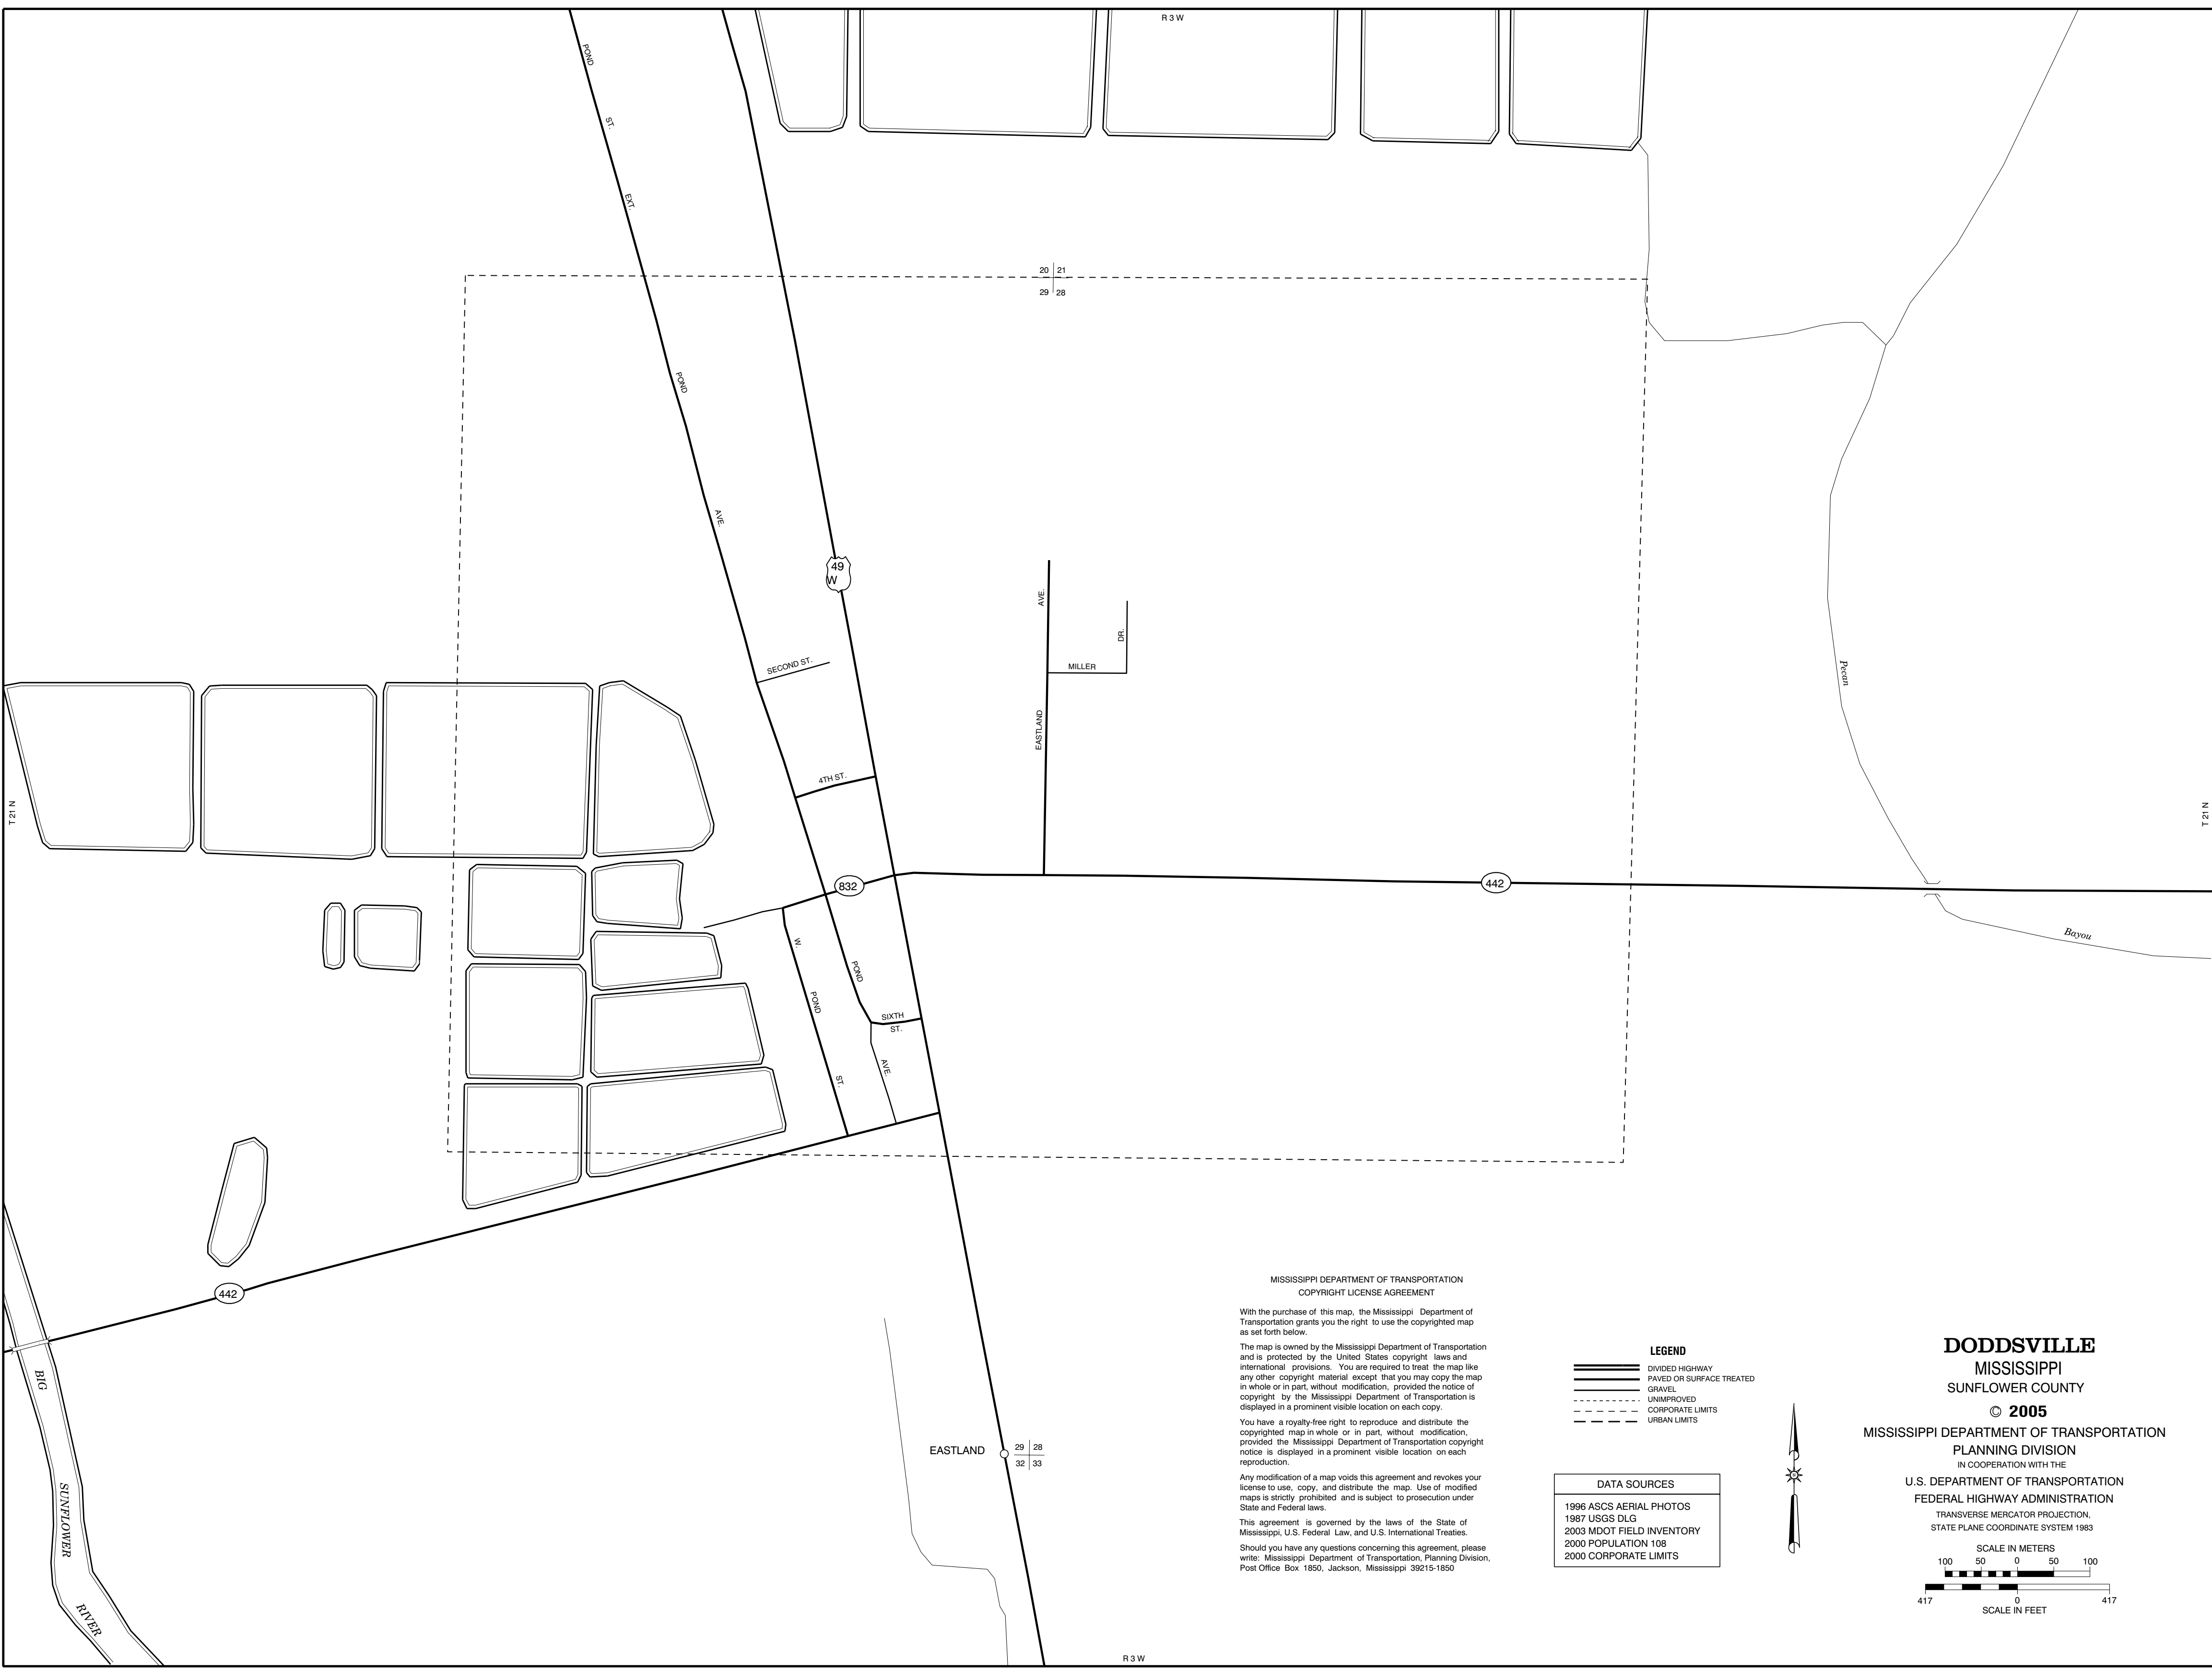 R 3 W
POND
ST.
EXT.
20 21
29 28
POND
AVE.
49
W
SECOND ST.
AVE.
DR.
MILLER
EASTLAND
Pecan
4TH ST.
T 21 N
T 21 N
832
442
W.
POND
ST.
POND
AVE.
SIXTH
ST.
Bayou
442
BIG
SUNFLOWER
RIVER
EASTLAND
29 28
32 33
MISSISSIPPI DEPARTMENT OF TRANSPORTATION
COPYRIGHT LICENSE AGREEMENT
With the purchase of this map, the Mississippi Department of
Transportation grants you the right to use the copyrighted map
as set forth below.
The map is owned by the Mississippi Department of Transportation
and is protected by the United States copyright laws and
international provisions. You are required to treat the map like
any other copyright material except that you may copy the map
in whole or in part, without modification, provided the notice of
copyright by the Mississippi Department of Transportation is
displayed in a prominent visible location on each copy.
You have a royalty-free right to reproduce and distribute the
copyrighted map in whole or in part, without modification,
provided the Mississippi Department of Transportation copyright
notice is displayed in a prominent visible location on each
reproduction.
Any modification of a map voids this agreement and revokes your
license to use, copy, and distribute the map. Use of modified
maps is strictly prohibited and is subject to prosecution under
State and Federal laws.
This agreement is governed by the laws of the State of
Mississippi, U.S. Federal Law, and U.S. International Treaties.
Should you have any questions concerning this agreement, please
write: Mississippi Department of Transportation, Planning Division,
Post Office Box 1850, Jackson, Mississippi 39215-1850
LEGEND
DIVIDED HIGHWAY
PAVED OR SURFACE TREATED
GRAVEL
UNIMPROVED
CORPORATE LIMITS
URBAN LIMITS
DATA SOURCES
1996 ASCS AERIAL PHOTOS
1987 USGS DLG
2003 MDOT FIELD INVENTORY
2000 POPULATION 108
2000 CORPORATE LIMITS
DODDSVILLE
MISSISSIPPI
SUNFLOWER COUNTY
© 2005
MISSISSIPPI DEPARTMENT OF TRANSPORTATION
PLANNING DIVISION
IN COOPERATION WITH THE
U.S. DEPARTMENT OF TRANSPORTATION
FEDERAL HIGHWAY ADMINISTRATION
TRANSVERSE MERCATOR PROJECTION,
STATE PLANE COORDINATE SYSTEM 1983
SCALE IN METERS
100 50 0 50 100
417 0 417
SCALE IN FEET
R 3 W